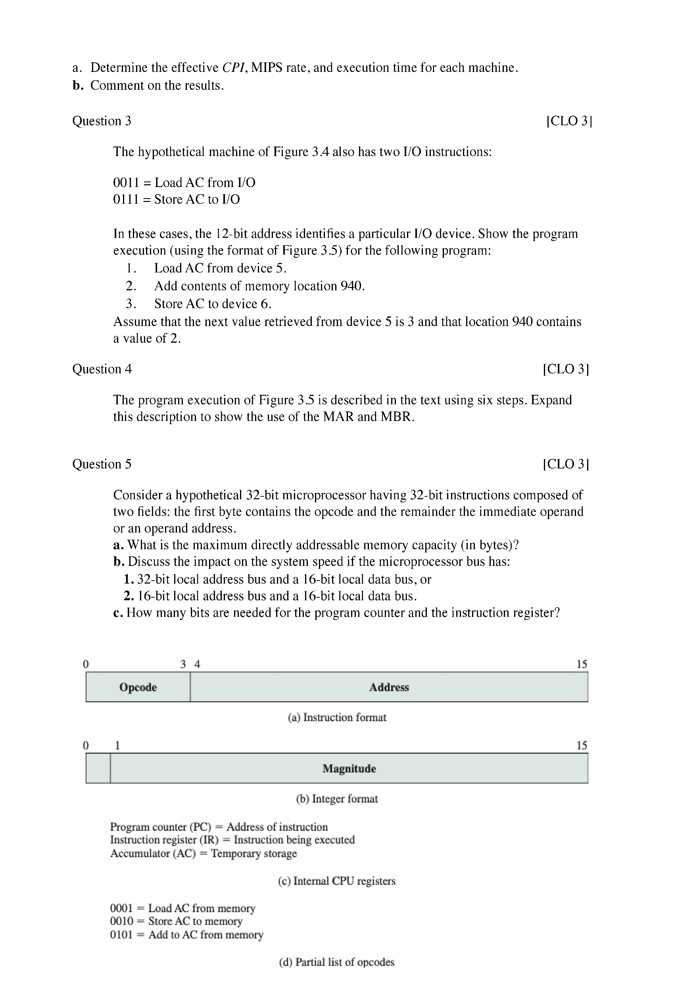 a. Determine the effective CPI, MIPS rate, and execution time for each machine.
b. Comment on the results.
Question 3 [CLO 3]
The hypothetical machine of Figure 3.4 also has two I/O instructions:
0011 = Load AC from I/O
0111 = Store AC to I/O
In these cases, the 12-bit address identifies a particular I/O device. Show the program
execution (using the format of Figure 3.5) for the following program:
1. Load AC from device 5.
2. Add contents of memory location 940.
3. Store AC to device 6.
Assume that the next value retrieved from device 5 is 3 and that location 940 contains
a value of 2.
Question 4 [CLO 3]
The program execution of Figure 3.5 is described in the text using six steps. Expand
this description to show the use of the MAR and MBR.
Question 5 [CLO 3]
Consider a hypothetical 32-bit microprocessor having 32-bit instructions composed of
two fields: the first byte contains the opcode and the remainder the immediate operand
or an operand address.
a. What is the maximum directly addressable memory capacity (in bytes)?
b. Discuss the impact on the system speed if the microprocessor bus has:
1. 32-bit local address bus and a 16-bit local data bus, or
2. 16-bit local address bus and a 16-bit local data bus.
c. How many bits are needed for the program counter and the instruction register?
0 3 4 15
Opcode Address
(a) Instruction format
0 1 15
Magnitude
(b) Integer format
Program counter (PC) = Address of instruction
Instruction register (IR) = Instruction being executed
Accumulator (AC) = Temporary storage
(c) Internal CPU registers
0001 = Load AC from memory
0010 = Store AC to memory
0101 = Add to AC from memory
(d) Partial list of opcodes